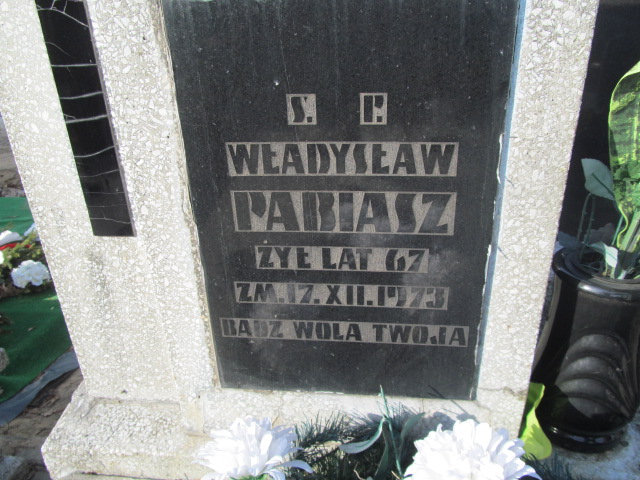 Ś. P.
WŁADYSŁAW
PABIASZ
ŻYŁ LAT 67
ZM. 17. XII. 1973
BĄDŹ WOLA TWOJA